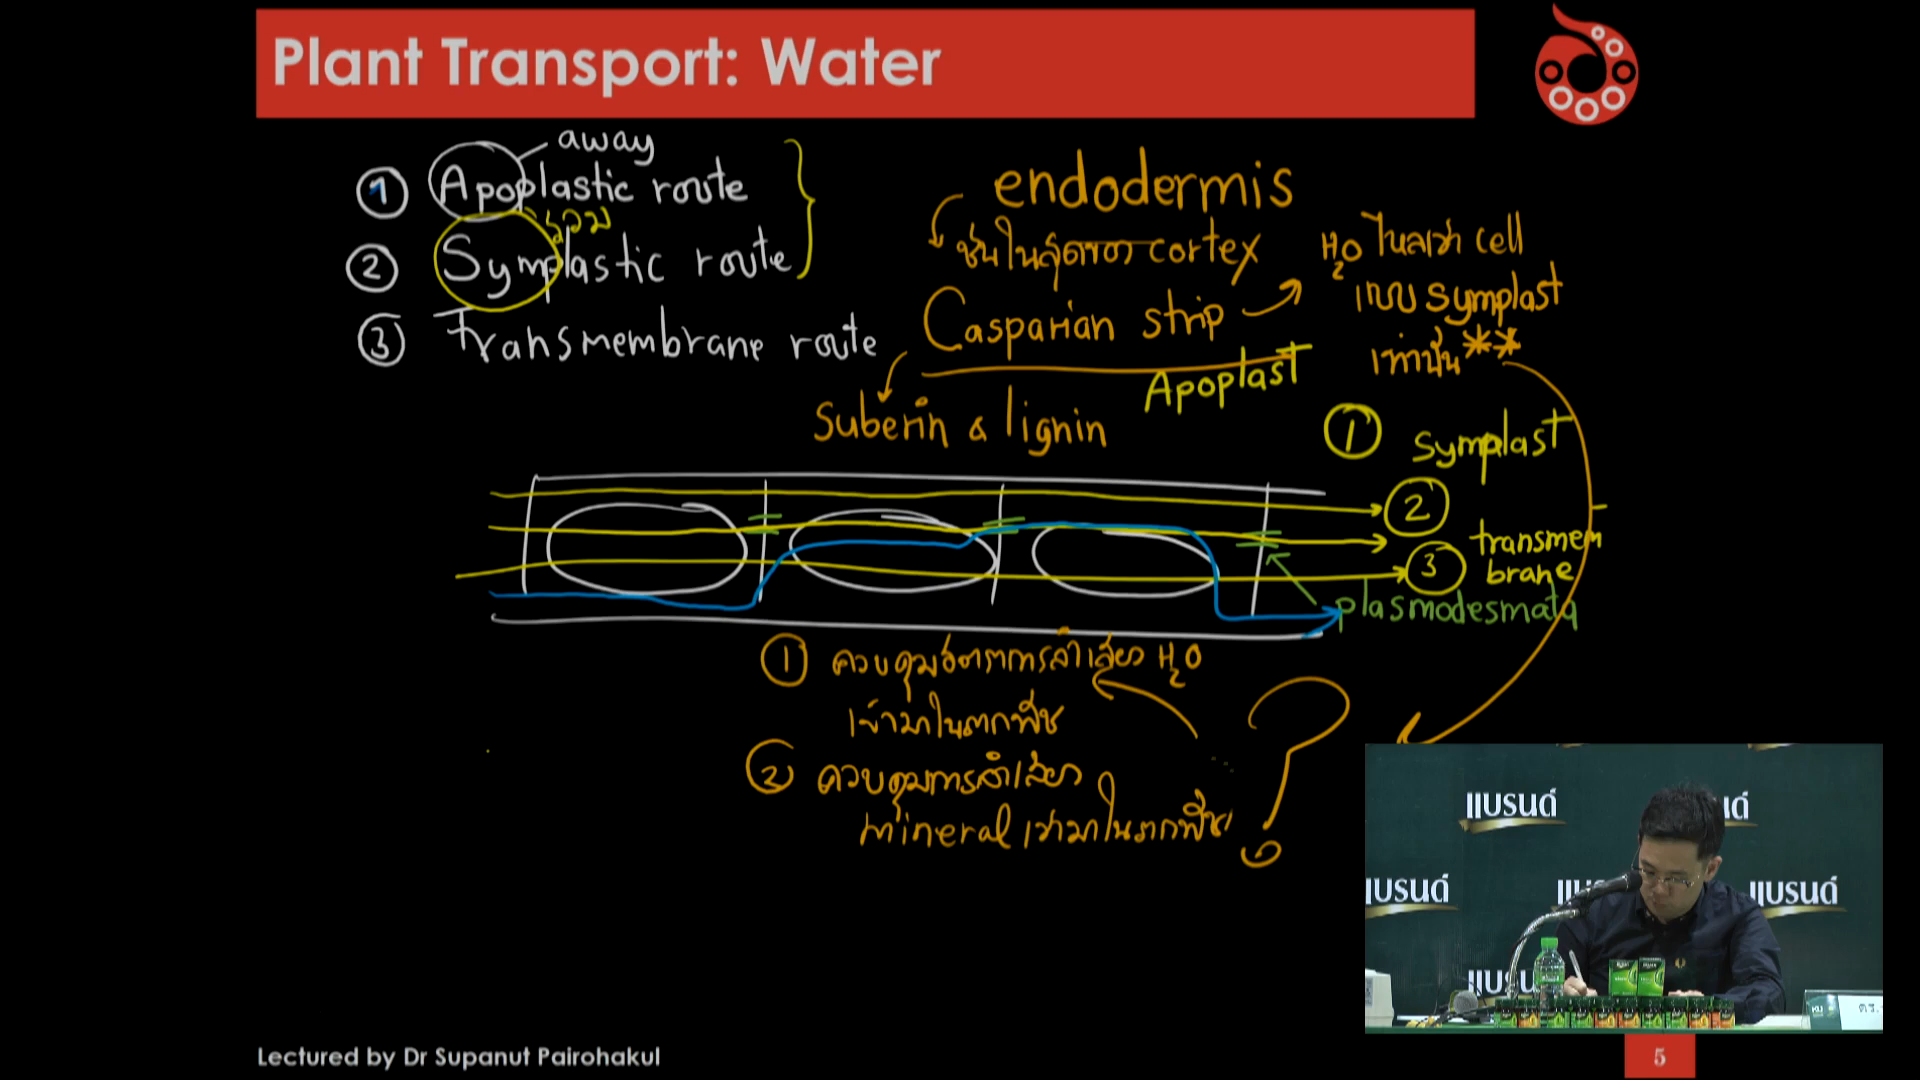 Plant Transport: Water
away
1 Apoplastic route
ร่วม
2 Symplastic route
3 Transmembrane route
endodermis
ชั้นในสุดของ cortex
Casparian strip
Suberin & lignin
H2O ไหลเข้า cell
แบบ symplast
เท่านั้น **
Apoplast
1 symplast
2
transmem
3 brane
plasmodesmata
1 ควบคุมอัตราการลำเลียง H2O
เข้ามาในรากพืช
2 ควบคุมการลำเลียง
mineral เข้ามาในรากพืช
?
แบรนด์
แบรนด์
แบรนด์
Lectured by Dr Supanut Pairohakul
5